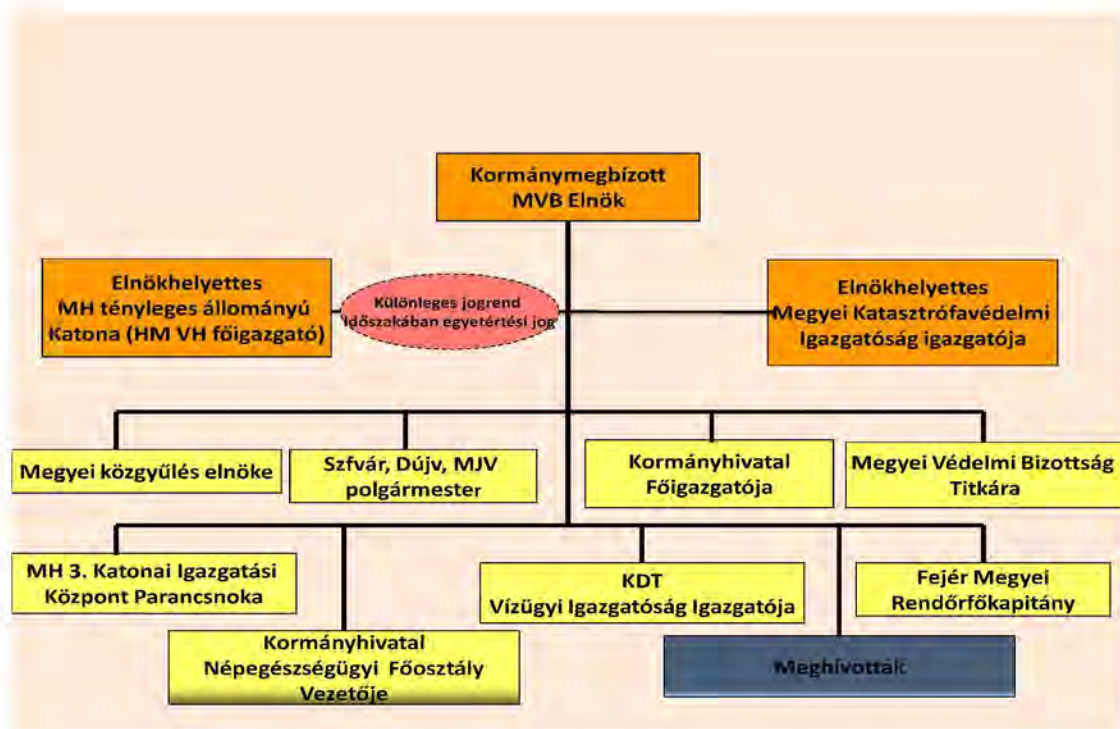 Kormánymegbízott
MVB Elnök
Elnökhelyettes
MH tényleges állományú
Katona (HM VH főigazgató)
Különleges jogrend
időszakában egyetértési jog
Elnökhelyettes
Megyei Katasztrófavédelmi
Igazgatóság igazgatója
Megyei közgyűlés elnöke
Szfvár, Dújv, MJV
polgármester
Kormányhivatal
Főigazgatója
Megyei Védelmi Bizottság
Titkára
MH 3. Katonai Igazgatási
Központ Parancsnoka
Kormányhivatal
Népegészségügyi Főosztály
Vezetője
KDT
Vízügyi Igazgatóság Igazgatója
Meghívottak
Fejér Megyei
Rendőrfőkapitány